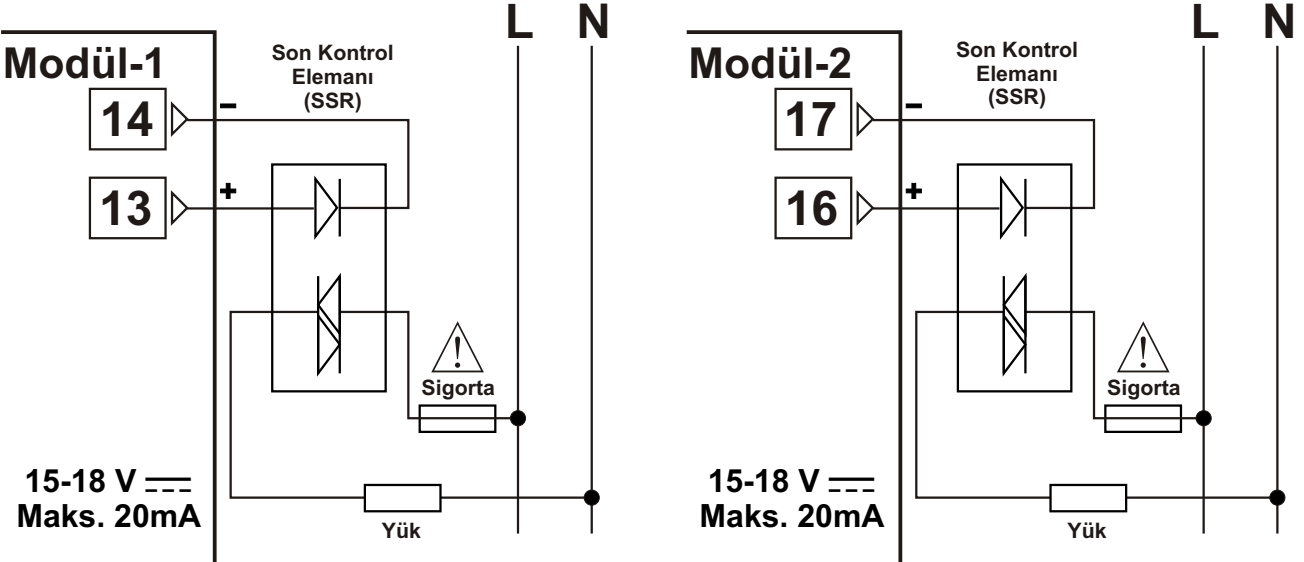 L N
Modül-1
Son Kontrol
Elemanı
(SSR)
14
−
13
+
Sigorta
15-18 V
Maks. 20mA
Yük
L N
Modül-2
Son Kontrol
Elemanı
(SSR)
17
−
16
+
Sigorta
15-18 V
Maks. 20mA
Yük